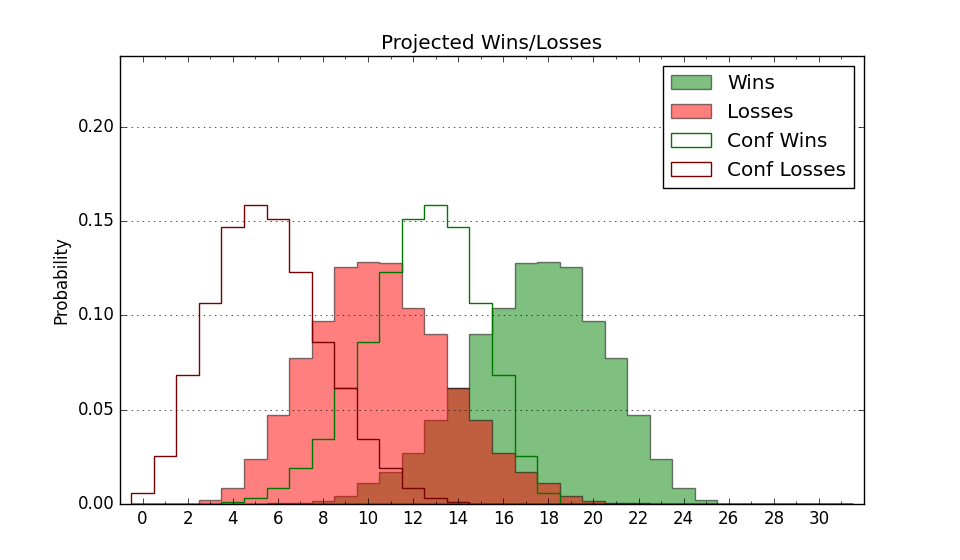 Projected Wins/Losses
Wins
Losses
Conf Wins
Conf Losses
Probability
0.20
0.15
0.10
0.05
0.00
0 2 4 6 8 10 12 14 16 18 20 22 24 26 28 30